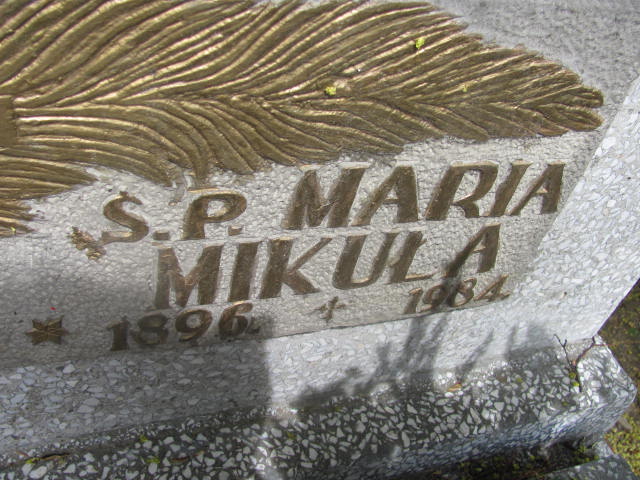 Ś.P. MARIA
MIKUŁA
* 1896. + 1984.